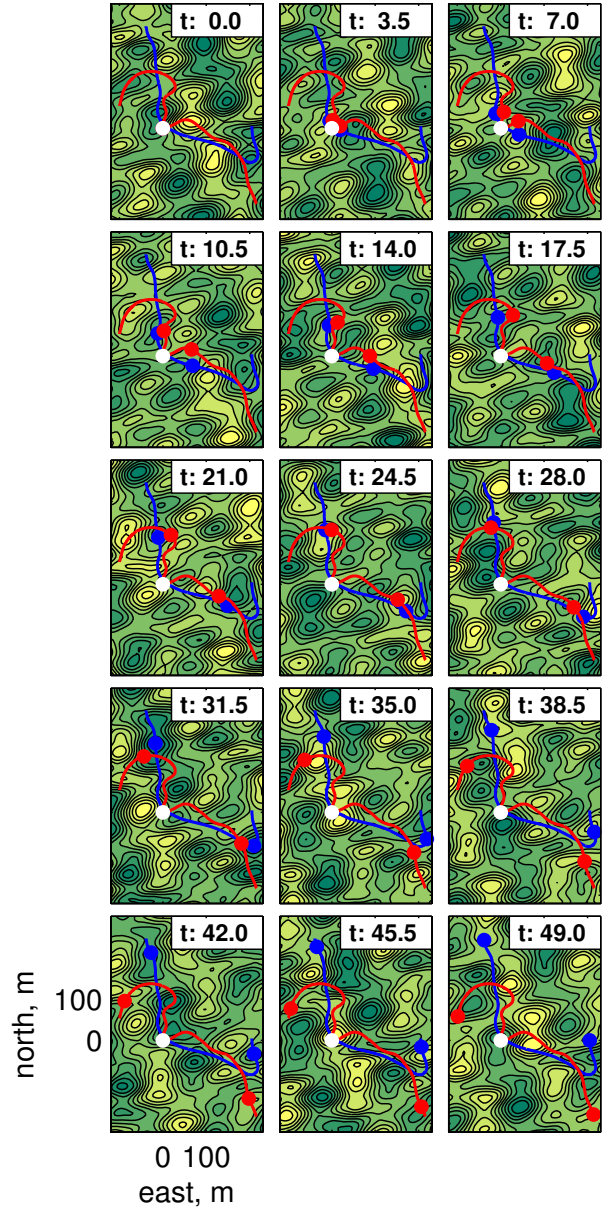 t: 0.0
t: 3.5
t: 7.0
t: 10.5
t: 14.0
t: 17.5
t: 21.0
t: 24.5
t: 28.0
t: 31.5
t: 35.0
t: 38.5
t: 42.0
t: 45.5
t: 49.0
north, m
100
0
0 100
east, m